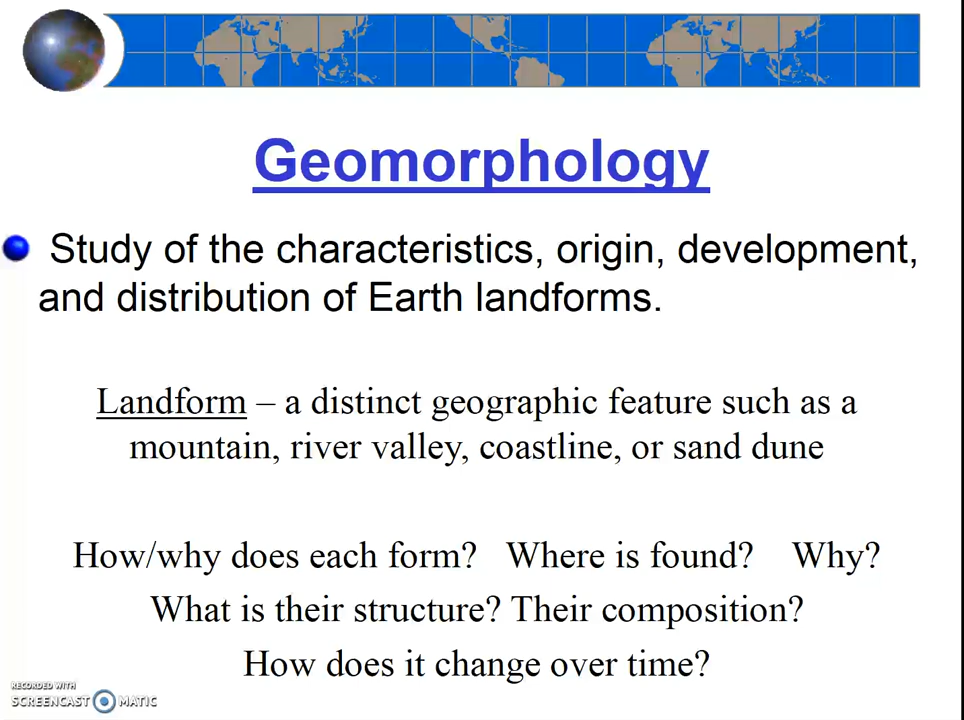 Geomorphology
Study of the characteristics, origin, development,
and distribution of Earth landforms.
Landform – a distinct geographic feature such as a
mountain, river valley, coastline, or sand dune
How/why does each form? Where is found? Why?
What is their structure? Their composition?
How does it change over time?
RECORDED WITH
SCREENCAST MATIC